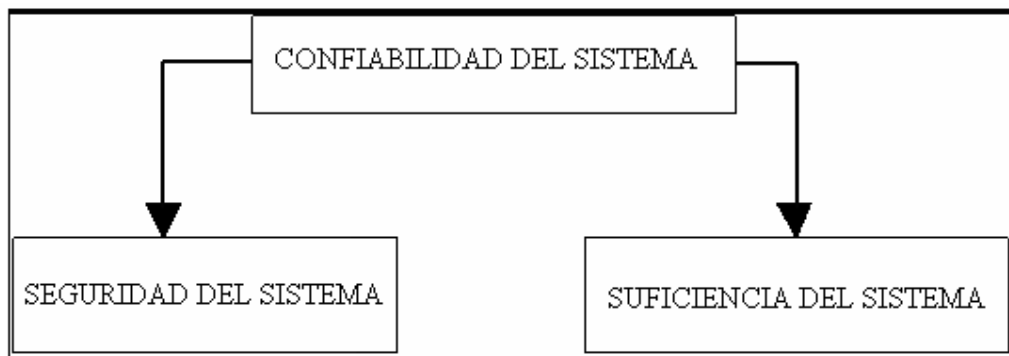 CONFIABILIDAD DEL SISTEMA
SEGURIDAD DEL SISTEMA
SUFICIENCIA DEL SISTEMA